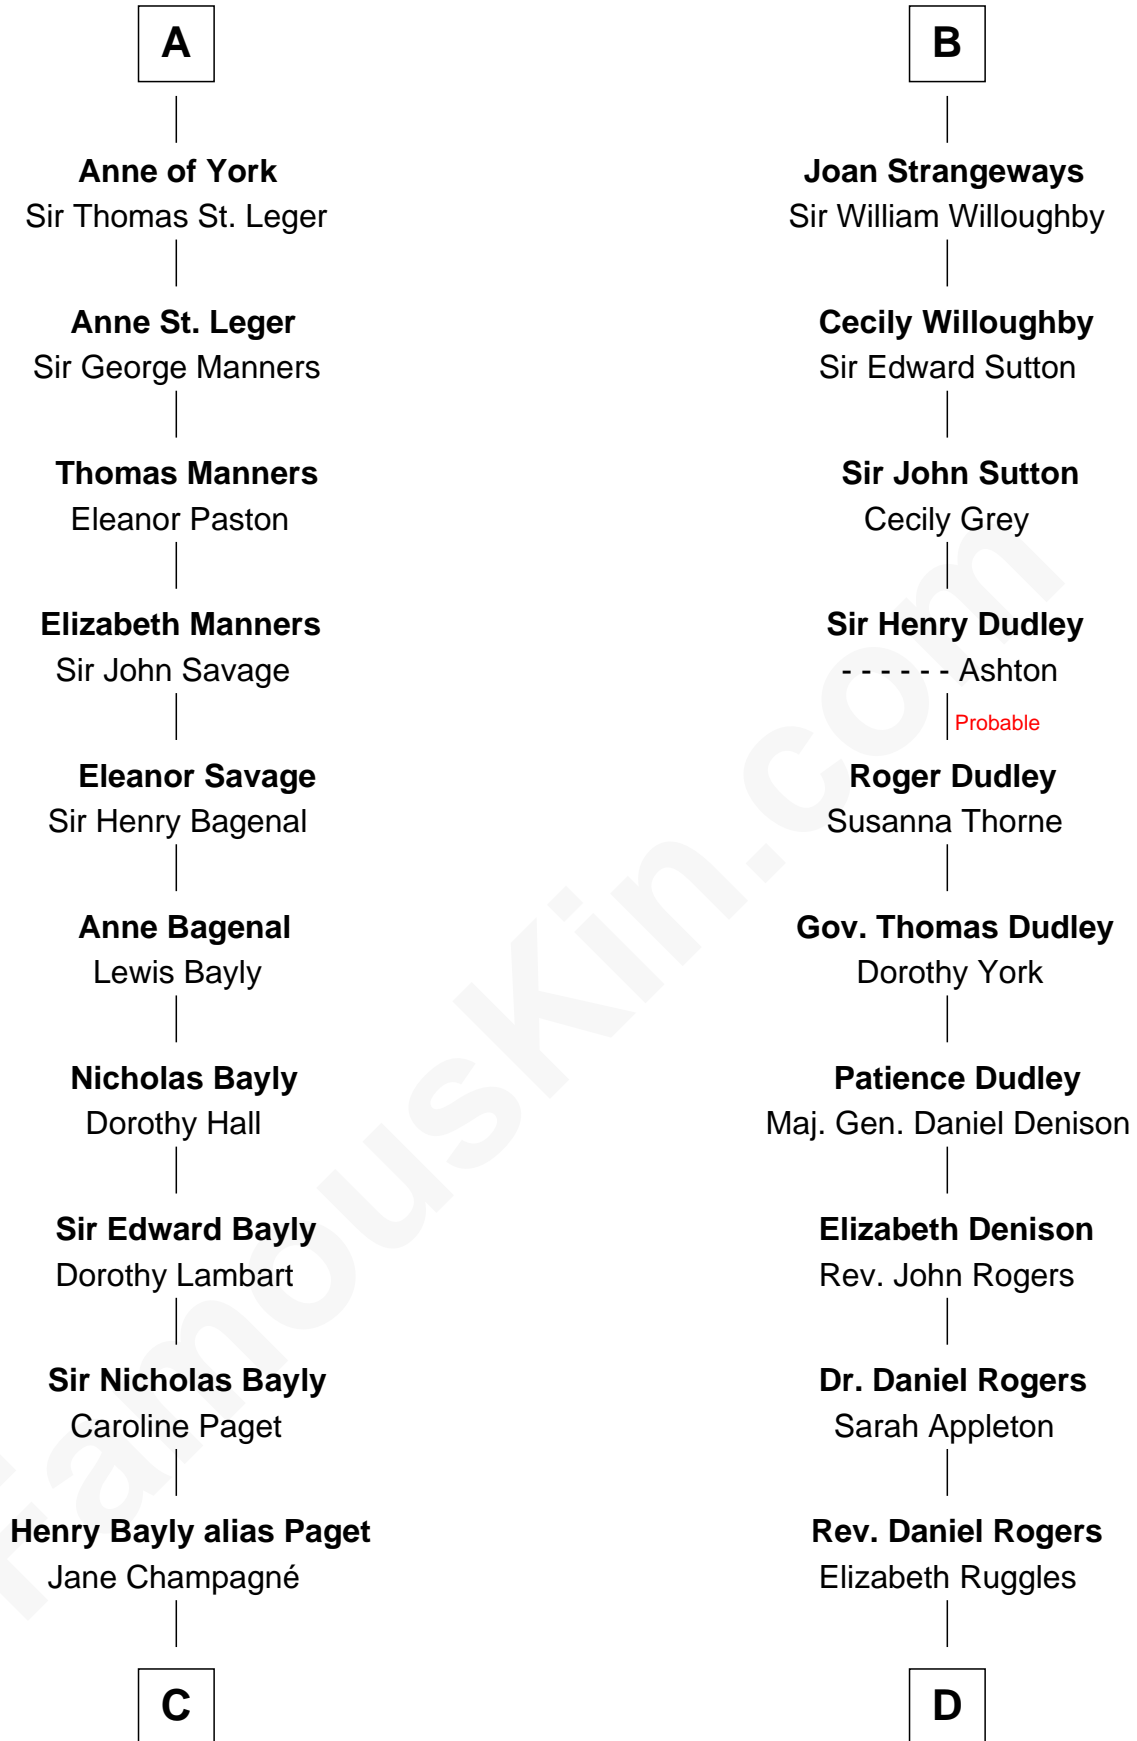 A
Anne of York
Sir Thomas St. Leger
Anne St. Leger
Sir George Manners
Thomas Manners
Eleanor Paston
Elizabeth Manners
Sir John Savage
Eleanor Savage
Sir Henry Bagenal
Anne Bagenal
Lewis Bayly
Nicholas Bayly
Dorothy Hall
Sir Edward Bayly
Dorothy Lambart
Sir Nicholas Bayly
Caroline Paget
Henry Bayly alias Paget
Jane Champagné
C
B
Joan Strangeways
Sir William Willoughby
Cecily Willoughby
Sir Edward Sutton
Sir John Sutton
Cecily Grey
Sir Henry Dudley
- - - - - - Ashton
Probable
Roger Dudley
Susanna Thorne
Gov. Thomas Dudley
Dorothy York
Patience Dudley
Maj. Gen. Daniel Denison
Elizabeth Denison
Rev. John Rogers
Dr. Daniel Rogers
Sarah Appleton
Rev. Daniel Rogers
Elizabeth Ruggles
D
FamousKin.com